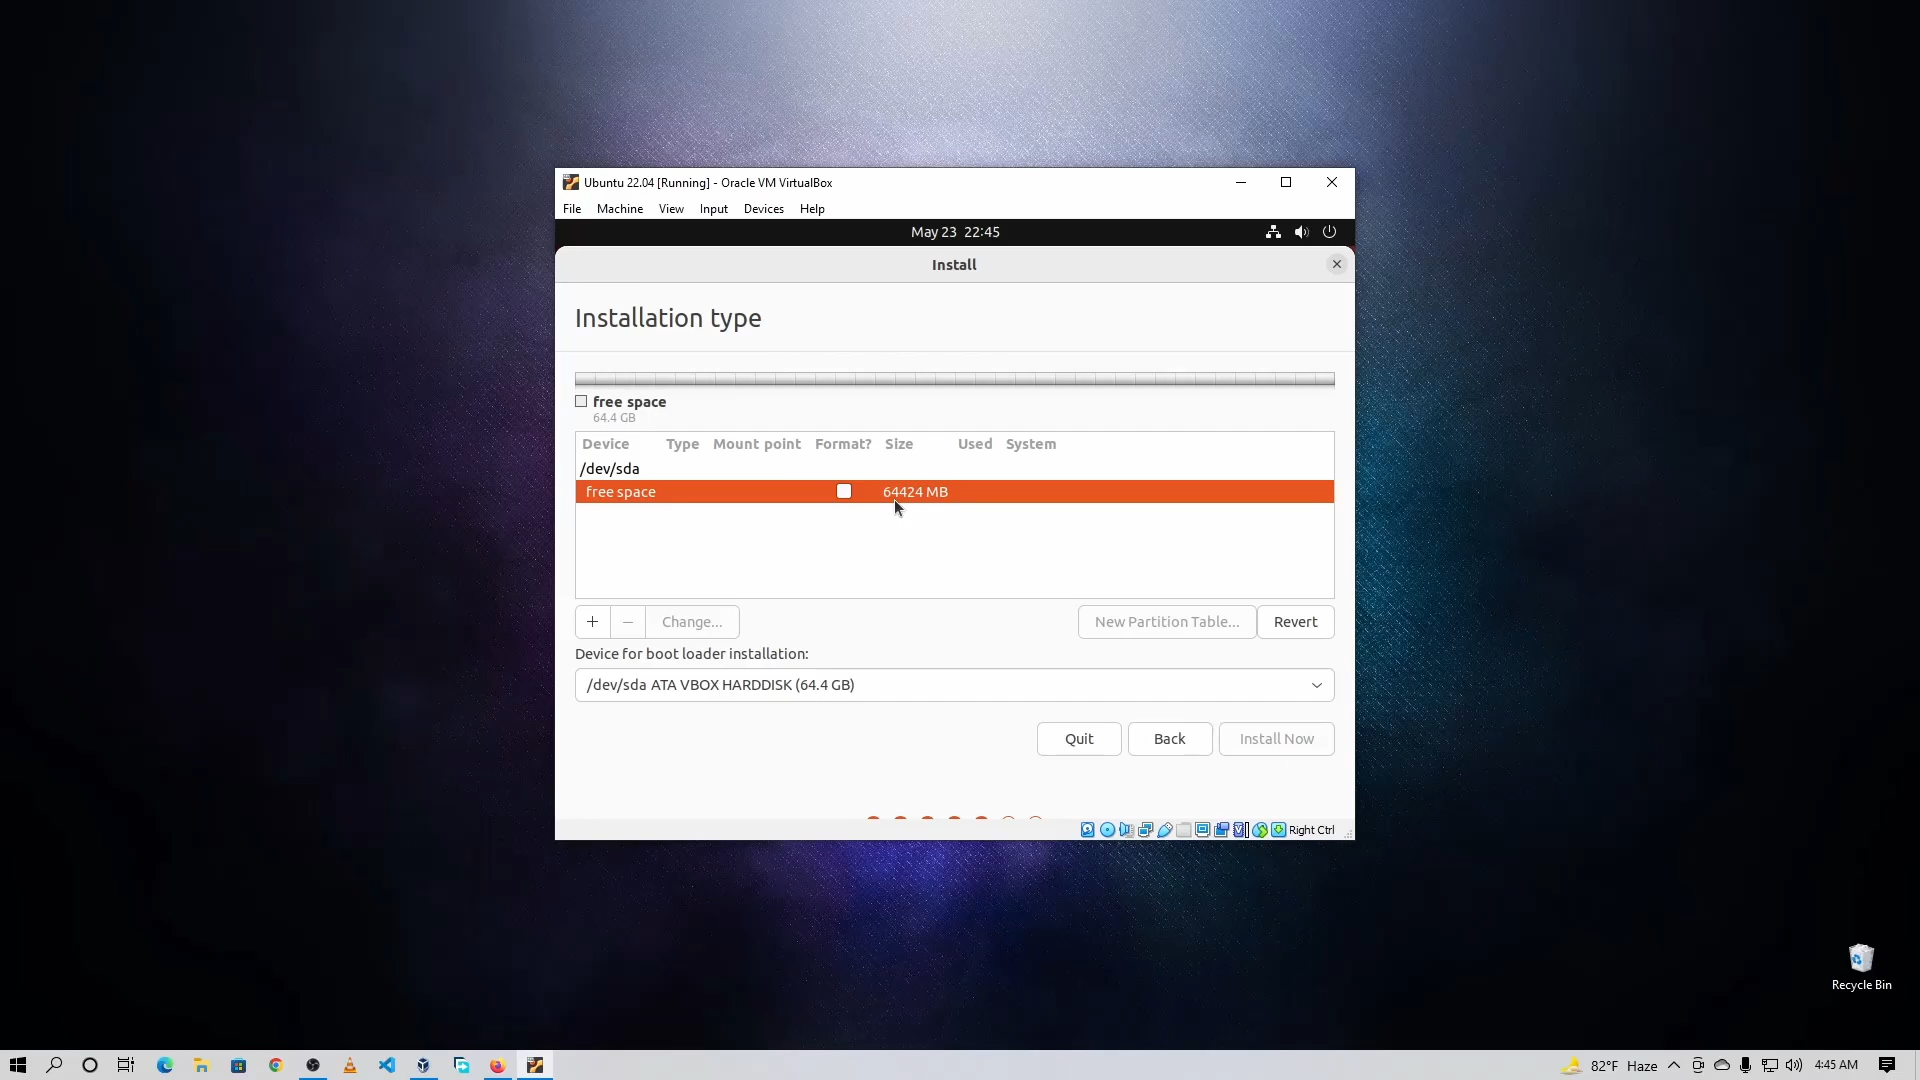 Ubuntu 22.04 [Running] - Oracle VM VirtualBox
File Machine View Input Devices Help
May 23 22:45
Install
Installation type
free space
64.4 GB
Device Type Mount point Format? Size Used System
/dev/sda
free space 64424 MB
+ − Change... New Partition Table... Revert
Device for boot loader installation:
/dev/sda ATA VBOX HARDDISK (64.4 GB)
Quit Back Install Now
Right Ctrl
Recycle Bin
82°F Haze 4:45 AM